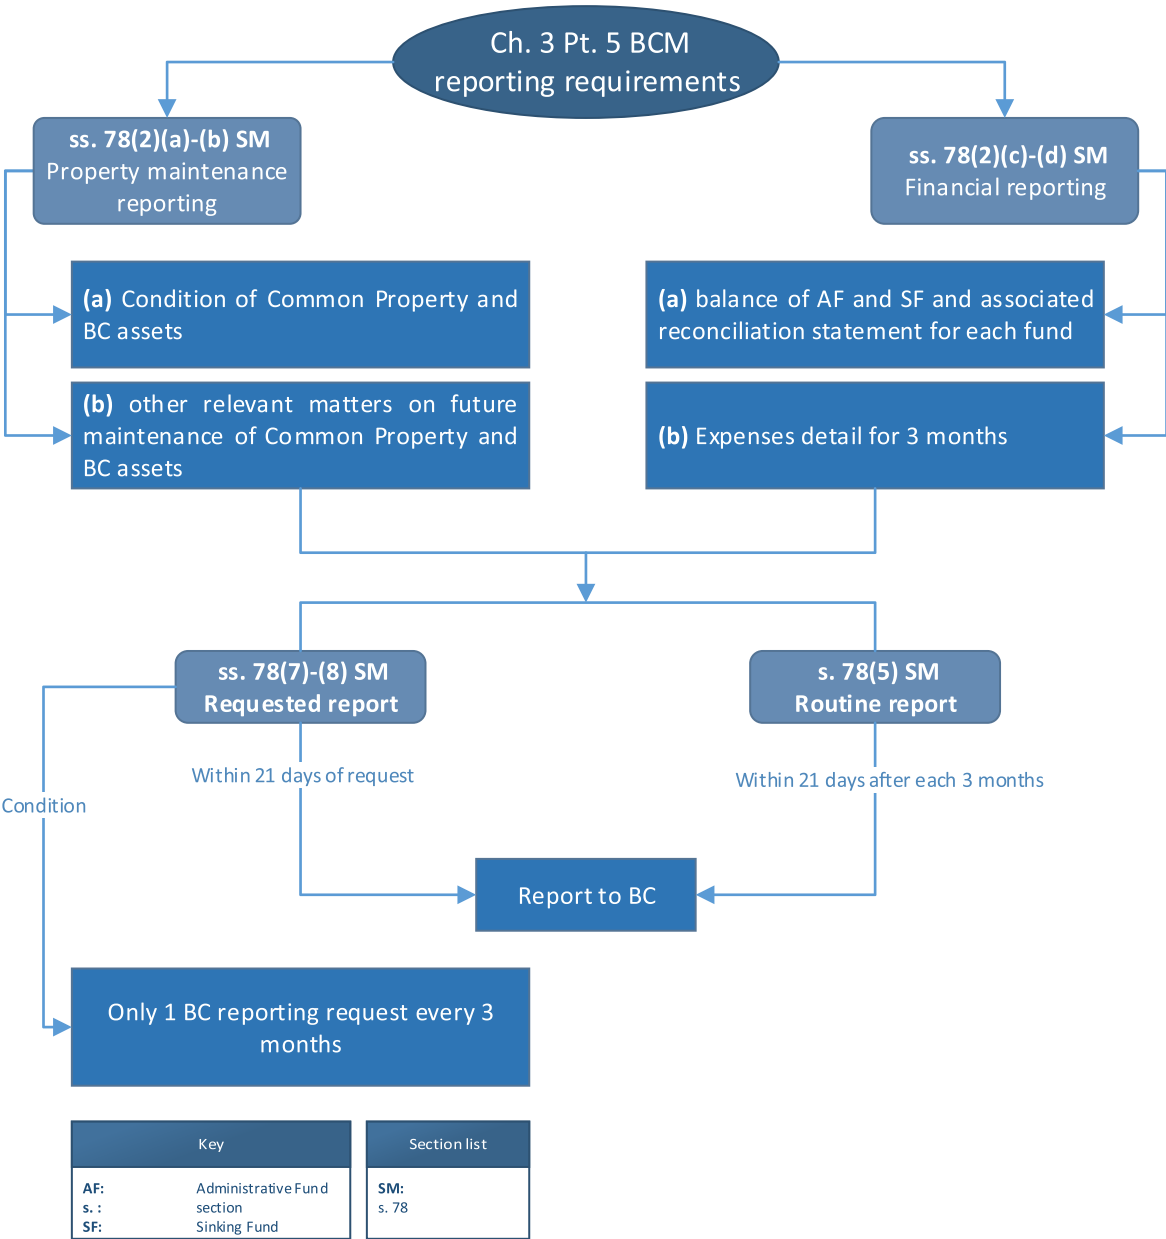 Ch. 3 Pt. 5 BCM
reporting requirements
ss. 78(2)(a)-(b) SM
Property maintenance
reporting
ss. 78(2)(c)-(d) SM
Financial reporting
(a) Condition of Common Property and
BC assets
(a) balance of AF and SF and associated
reconciliation statement for each fund
(b) other relevant matters on future
maintenance of Common Property and
BC assets
(b) Expenses detail for 3 months
ss. 78(7)-(8) SM
Requested report
s. 78(5) SM
Routine report
Within 21 days of request
Within 21 days after each 3 months
Condition
Report to BC
Only 1 BC reporting request every 3
months
Key
AF: Administrative Fund
s. : section
SF: Sinking Fund
Section list
SM:
s. 78